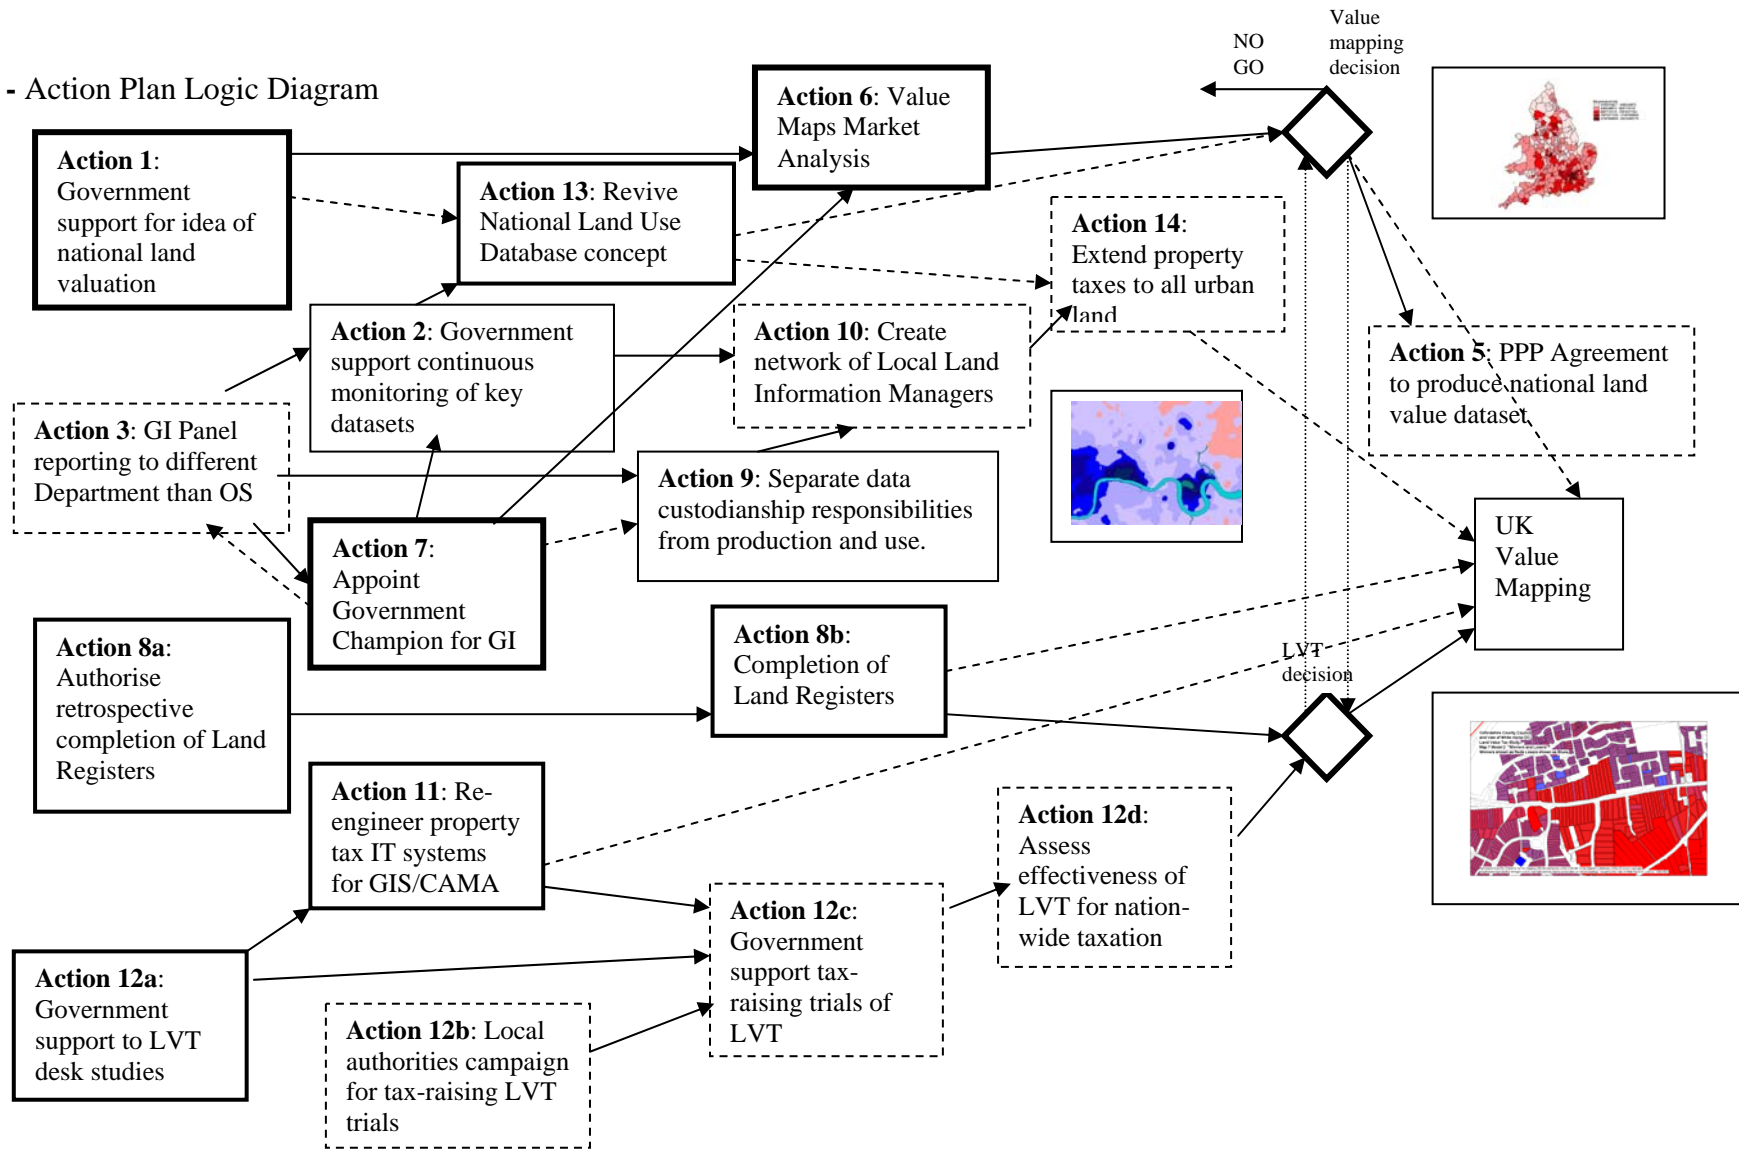 - Action Plan Logic Diagram
NO
GO
Value
mapping
decision
Action 1:
Government
support for idea of
national land
valuation
Action 13: Revive
National Land Use
Database concept
Action 6: Value
Maps Market
Analysis
Action 14:
Extend property
taxes to all urban
land
Action 2: Government
support continuous
monitoring of key
datasets
Action 10: Create
network of Local Land
Information Managers
Action 5: PPP Agreement
to produce national land
value dataset
Action 3: GI Panel
reporting to different
Department than OS
Action 9: Separate data
custodianship responsibilities
from production and use.
Action 7:
Appoint
Government
Champion for GI
UK
Value
Mapping
Action 8a:
Authorise
retrospective
completion of Land
Registers
Action 8b:
Completion of
Land Registers
LVT
decision
Action 11: Re-
engineer property
tax IT systems
for GIS/CAMA
Action 12d:
Assess
effectiveness of
LVT for nation-
wide taxation
Action 12c:
Government
support tax-
raising trials of
LVT
Action 12a:
Government
support to LVT
desk studies
Action 12b: Local
authorities campaign
for tax-raising LVT
trials